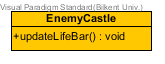 Visual Paradigm Standard(Bilkent Univ.)
EnemyCastle
+updateLifeBar() : void